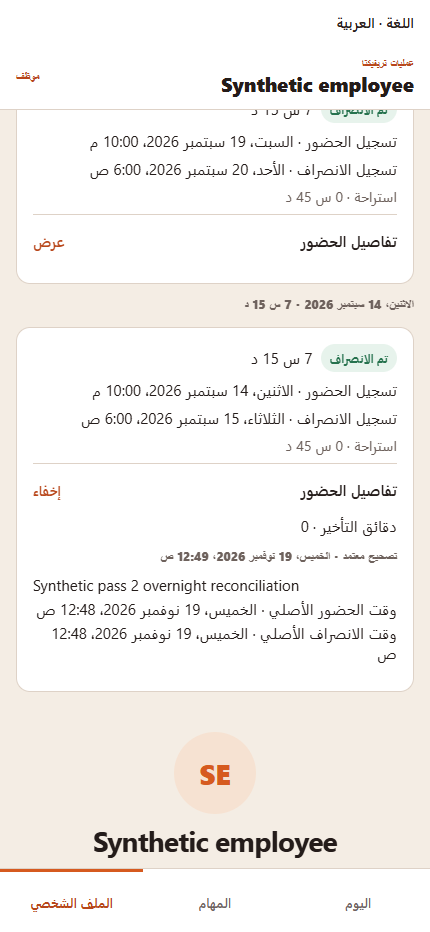 اللغة · العربية
عمليات تريفيكتا
موظف
Synthetic employee
تم الانصراف 7 س 15 د
تسجيل الحضور · السبت، 19 سبتمبر 2026، 10:00 م
تسجيل الانصراف · الأحد، 20 سبتمبر 2026، 6:00 ص
استراحة · 0 س 45 د
تفاصيل الحضور
عرض
الاثنين، 14 سبتمبر 2026 · 7 س 15 د
تم الانصراف 7 س 15 د
تسجيل الحضور · الاثنين، 14 سبتمبر 2026، 10:00 م
تسجيل الانصراف · الثلاثاء، 15 سبتمبر 2026، 6:00 ص
استراحة · 0 س 45 د
تفاصيل الحضور
إخفاء
دقائق التأخير · 0
تصحيح معتمد · الخميس، 19 نوفمبر 2026، 12:49 ص
Synthetic pass 2 overnight reconciliation
وقت الحضور الأصلي · الخميس، 19 نوفمبر 2026، 12:48 ص
وقت الانصراف الأصلي · الخميس، 19 نوفمبر 2026، 12:48
ص
SE
Synthetic employee
اليوم
المهام
الملف الشخصي